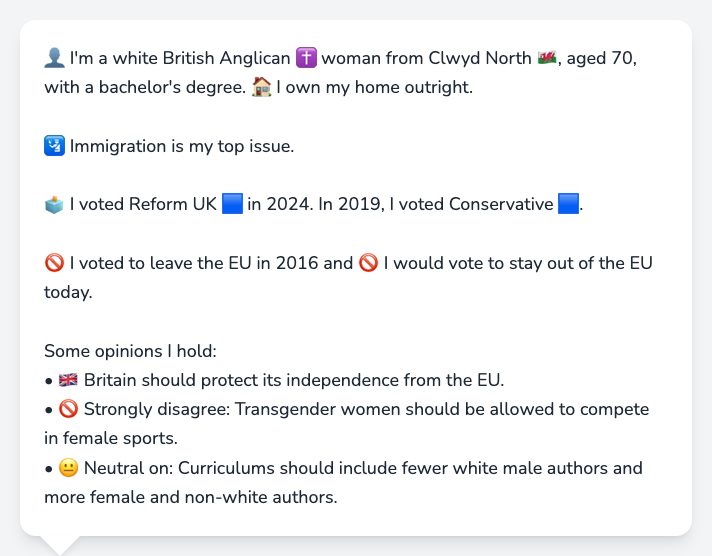 👤 I'm a white British Anglican ✝️ woman from Clwyd North 🏴󠁧󠁢󠁷󠁬󠁳󠁿, aged 70,
with a bachelor's degree. 🏠 I own my home outright.
🛂 Immigration is my top issue.
🗳️ I voted Reform UK 🟦 in 2024. In 2019, I voted Conservative 🟦.
🚫 I voted to leave the EU in 2016 and 🚫 I would vote to stay out of the EU
today.
Some opinions I hold:
• 🇬🇧 Britain should protect its independence from the EU.
• 🚫 Strongly disagree: Transgender women should be allowed to compete
in female sports.
• 😐 Neutral on: Curriculums should include fewer white male authors and
more female and non-white authors.